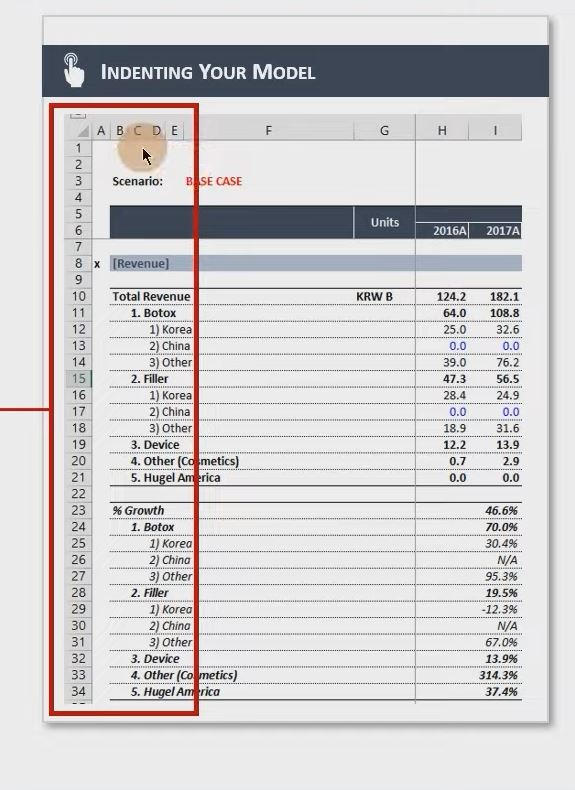 INDENTING YOUR MODEL
A B C D E F G H I
1
2
3 Scenario: BASE CASE
4
5 Units
6 2016A 2017A
7
8 x [Revenue]
9
10 Total Revenue KRW B 124.2 182.1
11 1. Botox 64.0 108.8
12 1) Korea 25.0 32.6
13 2) China 0.0 0.0
14 3) Other 39.0 76.2
15 2. Filler 47.3 56.5
16 1) Korea 28.4 24.9
17 2) China 0.0 0.0
18 3) Other 18.9 31.6
19 3. Device 12.2 13.9
20 4. Other (Cosmetics) 0.7 2.9
21 5. Hugel America 0.0 0.0
22
23 % Growth 46.6%
24 1. Botox 70.0%
25 1) Korea 30.4%
26 2) China N/A
27 3) Other 95.3%
28 2. Filler 19.5%
29 1) Korea -12.3%
30 2) China N/A
31 3) Other 67.0%
32 3. Device 13.9%
33 4. Other (Cosmetics) 314.3%
34 5. Hugel America 37.4%